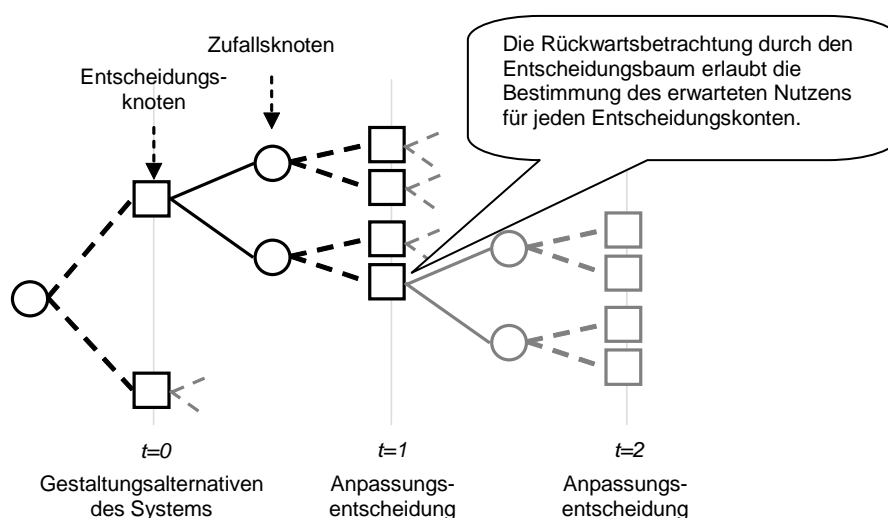 Zufallsknoten
Entscheidungs-
knoten
Die Rückwartsbetrachtung durch den
Entscheidungsbaum erlaubt die
Bestimmung des erwarteten Nutzens
für jeden Entscheidungskonten.
t=0
t=1
t=2
Gestaltungsalternativen
des Systems
Anpassungs-
entscheidung
Anpassungs-
entscheidung